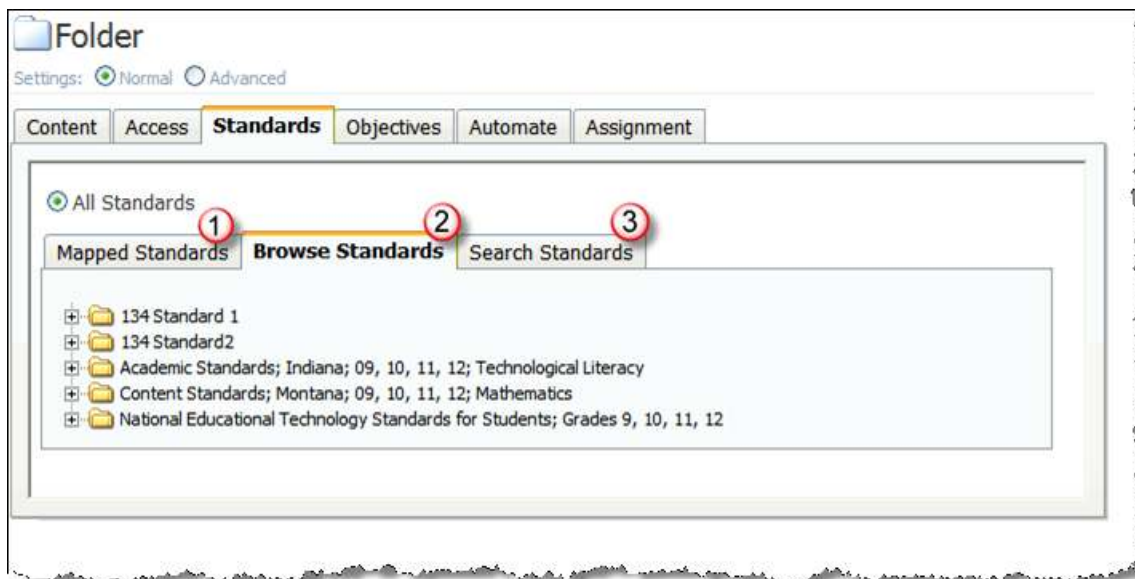 Folder
Settings: Normal Advanced
Content Access Standards Objectives Automate Assignment
All Standards
1 2 3
Mapped Standards Browse Standards Search Standards
134 Standard 1
134 Standard2
Academic Standards; Indiana; 09, 10, 11, 12; Technological Literacy
Content Standards; Montana; 09, 10, 11, 12; Mathematics
National Educational Technology Standards for Students; Grades 9, 10, 11, 12